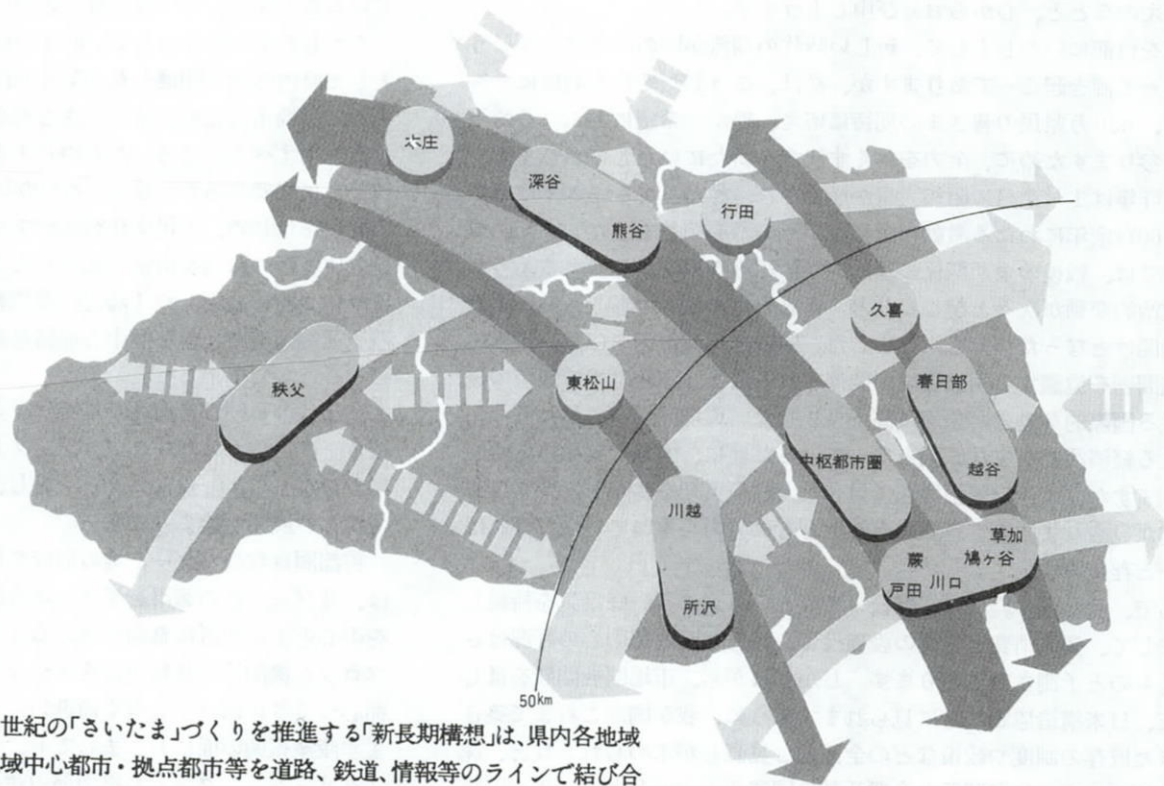 本庄
深谷
熊谷
行田
久喜
秩父
東松山
春日部
越谷
中枢都市圏
川越
所沢
草加
蕨
鳩ヶ谷
戸田
川口
50km
世紀の「さいたま」づくりを推進する「新長期構想」は、県内各地域
域中心都市・拠点都市等を道路、鉄道、情報等のラインで結び合